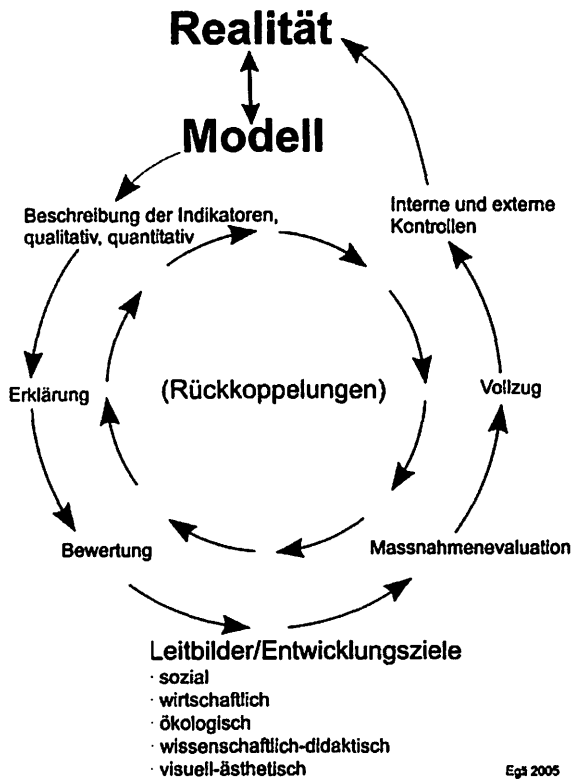 Realität
Modell
Beschreibung der Indikatoren,
qualitativ, quantitativ
Interne und externe
Kontrollen
Erklärung
(Rückkoppelungen)
Vollzug
Bewertung
Massnahmenevaluation
Leitbilder/Entwicklungsziele
· sozial
· wirtschaftlich
· ökologisch
· wissenschaftlich-didaktisch
· visuell-ästhetisch
Egli 2005